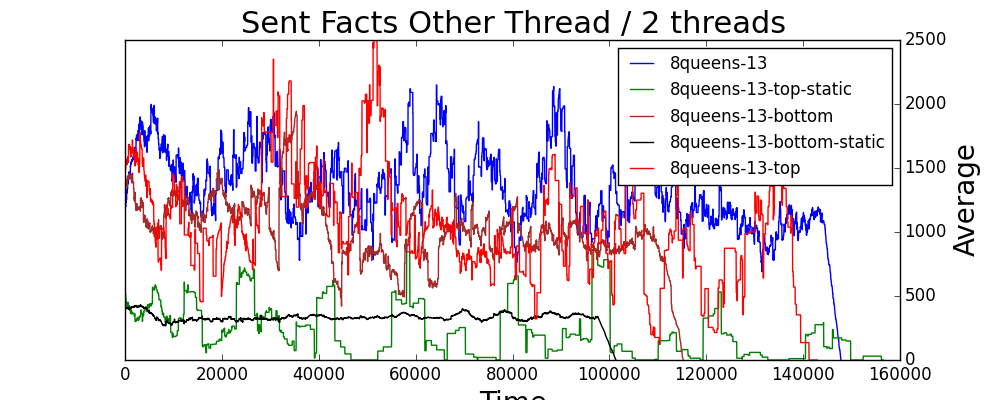 Sent Facts Other Thread / 2 threads
2500
2000
1500
1000
500
0
Average
8queens-13
8queens-13-top-static
8queens-13-bottom
8queens-13-bottom-static
8queens-13-top
0 20000 40000 60000 80000 100000 120000 140000 160000
Time